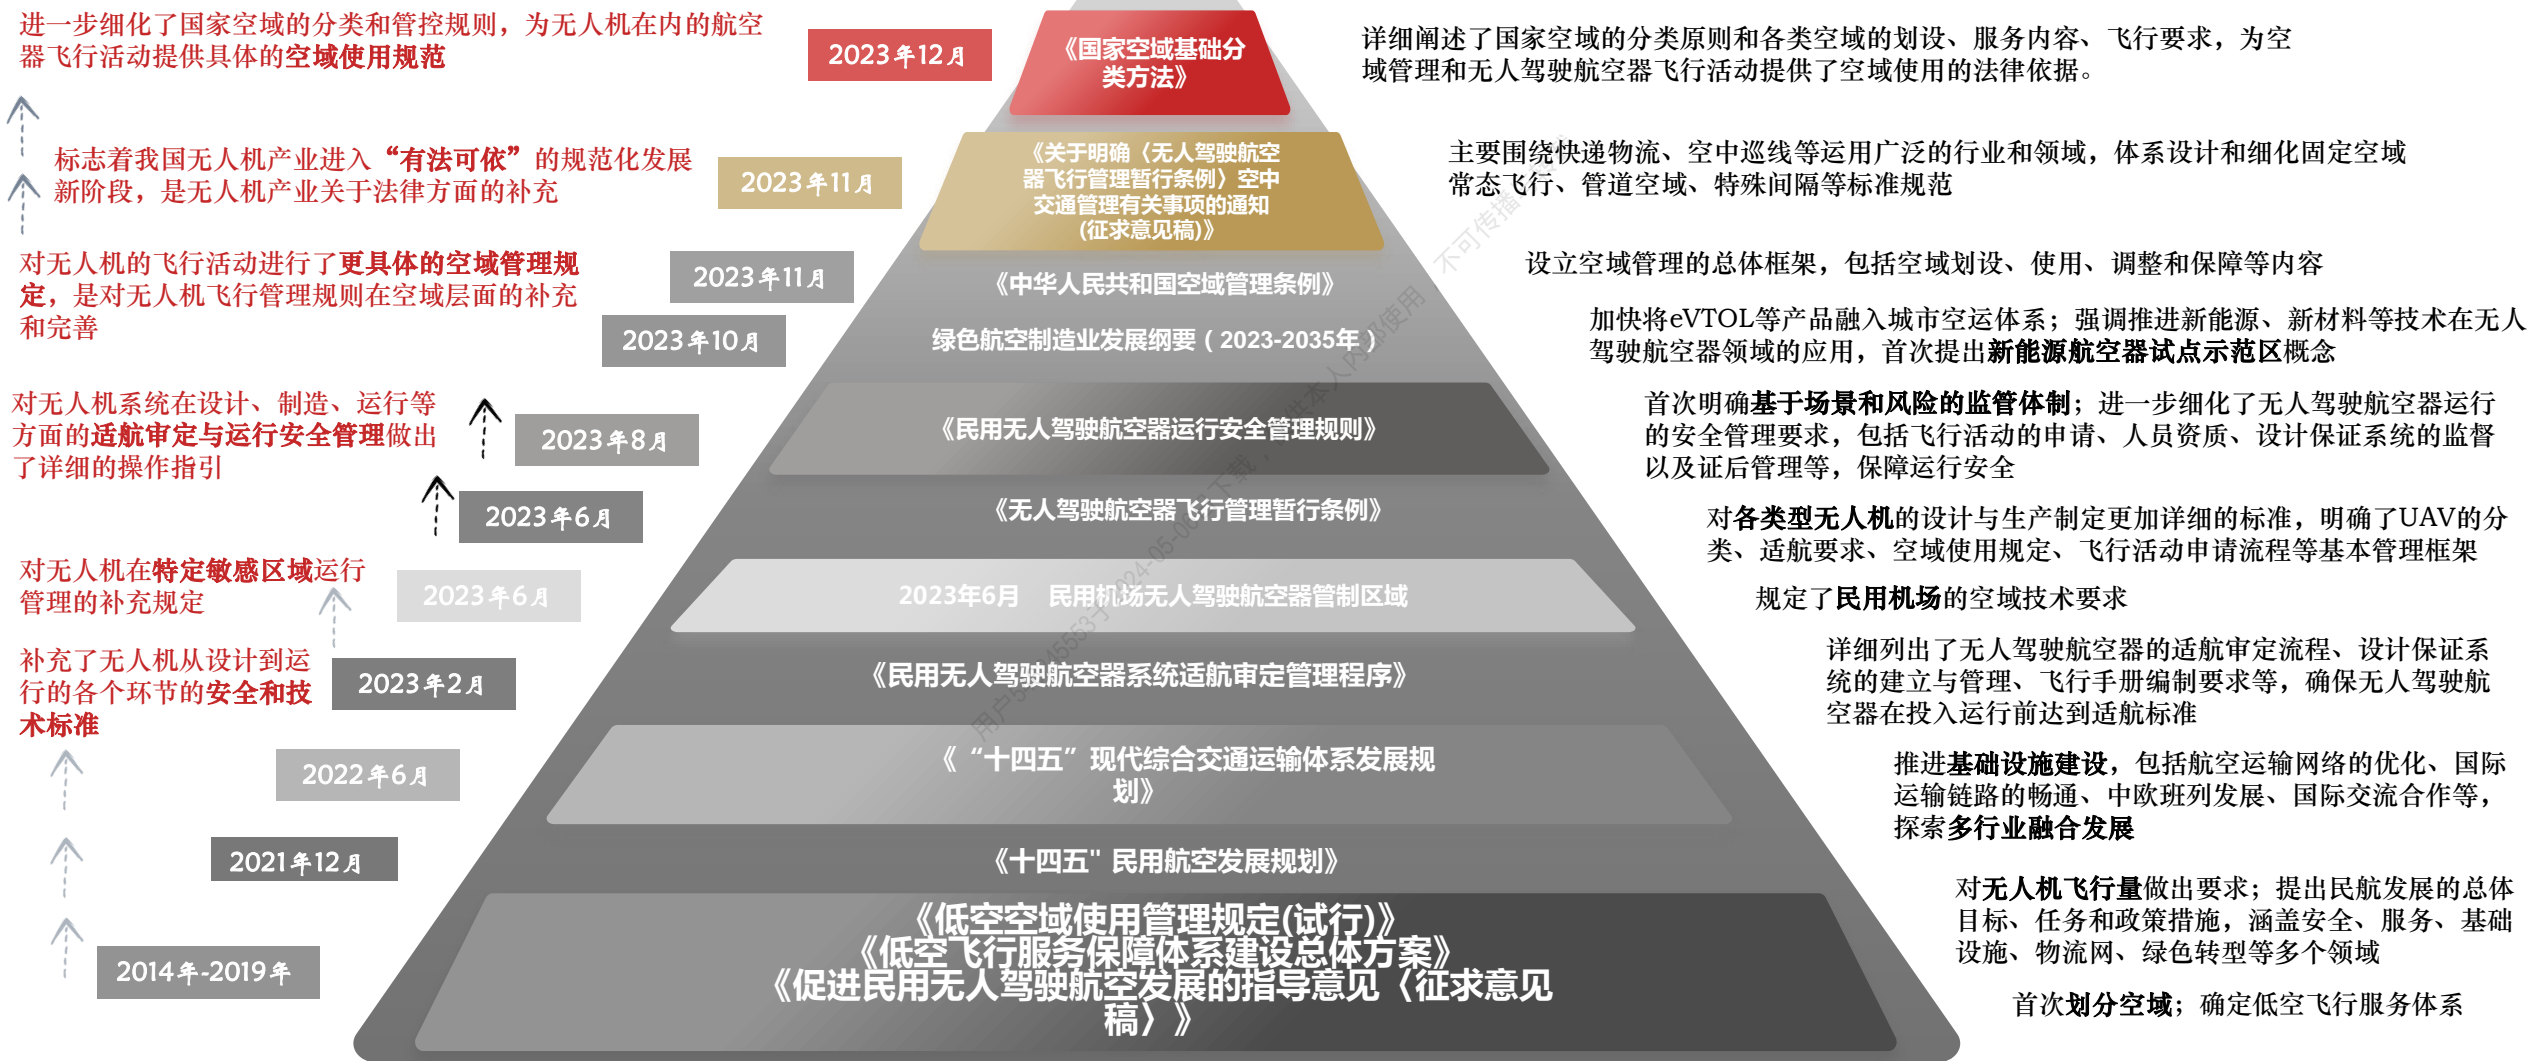 进一步细化了国家空域的分类和管控规则，为无人机在内的航空
器飞行活动提供具体的空域使用规范
2023年12月
《国家空域基础分
类方法》
详细阐述了国家空域的分类原则和各类空域的划设、服务内容、飞行要求，为空
域管理和无人驾驶航空器飞行活动提供了空域使用的法律依据。
标志着我国无人机产业进入“有法可依”的规范化发展
新阶段，是无人机产业关于法律方面的补充
2023年11月
《关于明确〈无人驾驶航空
器飞行管理暂行条例〉空中
交通管理有关事项的通知
(征求意见稿)》
主要围绕快递物流、空中巡线等运用广泛的行业和领域，体系设计和细化固定空域
常态飞行、管道空域、特殊间隔等标准规范
对无人机的飞行活动进行了更具体的空域管理规
定，是对无人机飞行管理规则在空域层面的补充
和完善
2023年11月
《中华人民共和国空域管理条例》
设立空域管理的总体框架，包括空域划设、使用、调整和保障等内容
2023年10月
绿色航空制造业发展纲要（2023-2035年）
加快将eVTOL等产品融入城市空运体系；强调推进新能源、新材料等技术在无人
驾驶航空器领域的应用，首次提出新能源航空器试点示范区概念
对无人机系统在设计、制造、运行等
方面的适航审定与运行安全管理做出
了详细的操作指引
2023年8月
《民用无人驾驶航空器运行安全管理规则》
首次明确基于场景和风险的监管体制；进一步细化了无人驾驶航空器运行
的安全管理要求，包括飞行活动的申请、人员资质、设计保证系统的监督
以及证后管理等，保障运行安全
2023年6月
《无人驾驶航空器飞行管理暂行条例》
对各类型无人机的设计与生产制定更加详细的标准，明确了UAV的分
类、适航要求、空域使用规定、飞行活动申请流程等基本管理框架
对无人机在特定敏感区域运行
管理的补充规定
2023年6月
2023年6月 民用机场无人驾驶航空器管制区域
规定了民用机场的空域技术要求
补充了无人机从设计到运
行的各个环节的安全和技
术标准
2023年2月
《民用无人驾驶航空器系统适航审定管理程序》
详细列出了无人驾驶航空器的适航审定流程、设计保证系
统的建立与管理、飞行手册编制要求等，确保无人驾驶航
空器在投入运行前达到适航标准
2022年6月
《 “十四五”现代综合交通运输体系发展规
划》
推进基础设施建设，包括航空运输网络的优化、国际
运输链路的畅通、中欧班列发展、国际交流合作等，
探索多行业融合发展
2021年12月
《十四五" 民用航空发展规划》
对无人机飞行量做出要求；提出民航发展的总体
目标、任务和政策措施，涵盖安全、服务、基础
设施、物流网、绿色转型等多个领域
2014年-2019年
《低空空域使用管理规定(试行)》
《低空飞行服务保障体系建设总体方案》
《促进民用无人驾驶航空发展的指导意见〈征求意见
稿〉》
首次划分空域；确定低空飞行服务体系